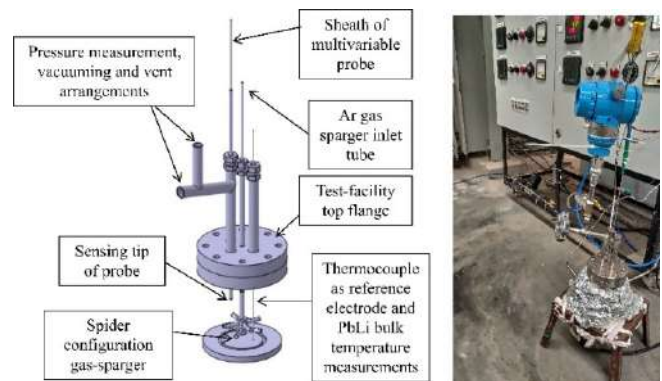 Sheath of
multivariable
probe
Pressure measurement,
vacuuming and vent
arrangements
Ar gas
sparger inlet
tube
Test-facility
top flange
Sensing tip
of probe
Thermocouple
as reference
electrode and
PbLi bulk
temperature
measurements
Spider
configuration
gas-sparger